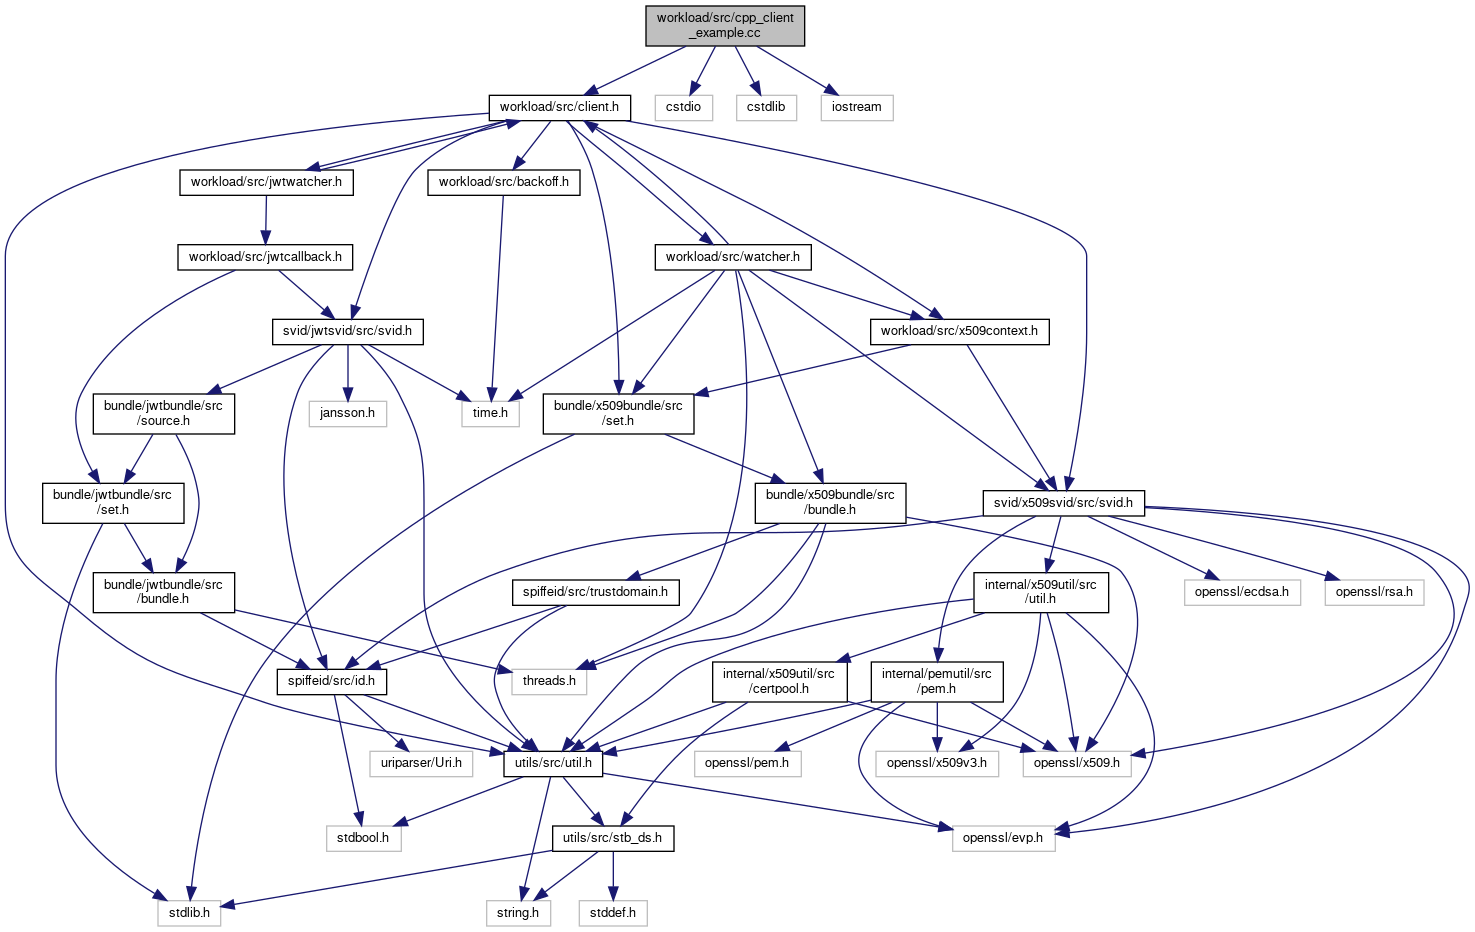 workload/src/cpp_client
_example.cc
workload/src/client.h
cstdio
cstdlib
iostream
workload/src/jwtwatcher.h
workload/src/backoff.h
workload/src/jwtcallback.h
workload/src/watcher.h
svid/jwtsvid/src/svid.h
workload/src/x509context.h
bundle/jwtbundle/src
/source.h
jansson.h
time.h
bundle/x509bundle/src
/set.h
bundle/jwtbundle/src
/set.h
bundle/x509bundle/src
/bundle.h
svid/x509svid/src/svid.h
bundle/jwtbundle/src
/bundle.h
spiffeid/src/trustdomain.h
internal/x509util/src
/util.h
openssl/ecdsa.h
openssl/rsa.h
spiffeid/src/id.h
threads.h
internal/x509util/src
/certpool.h
internal/pemutil/src
/pem.h
uriparser/Uri.h
utils/src/util.h
openssl/pem.h
openssl/x509v3.h
openssl/x509.h
stdbool.h
utils/src/stb_ds.h
openssl/evp.h
stdlib.h
string.h
stddef.h